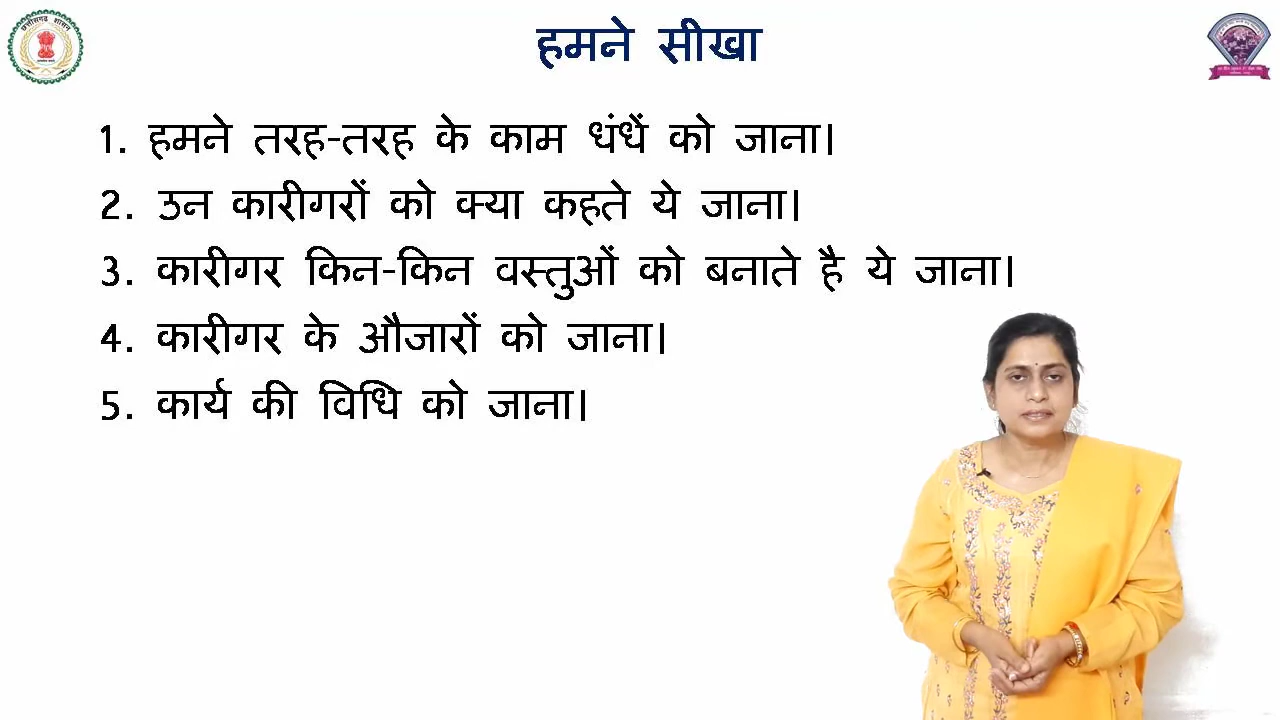 हमने सीखा
1. हमने तरह-तरह के काम धंधें को जाना।
2. उन कारीगरों को क्या कहते ये जाना।
3. कारीगर किन-किन वस्तुओं को बनाते है ये जाना।
4. कारीगर के औजारों को जाना।
5. कार्य की विधि को जाना।